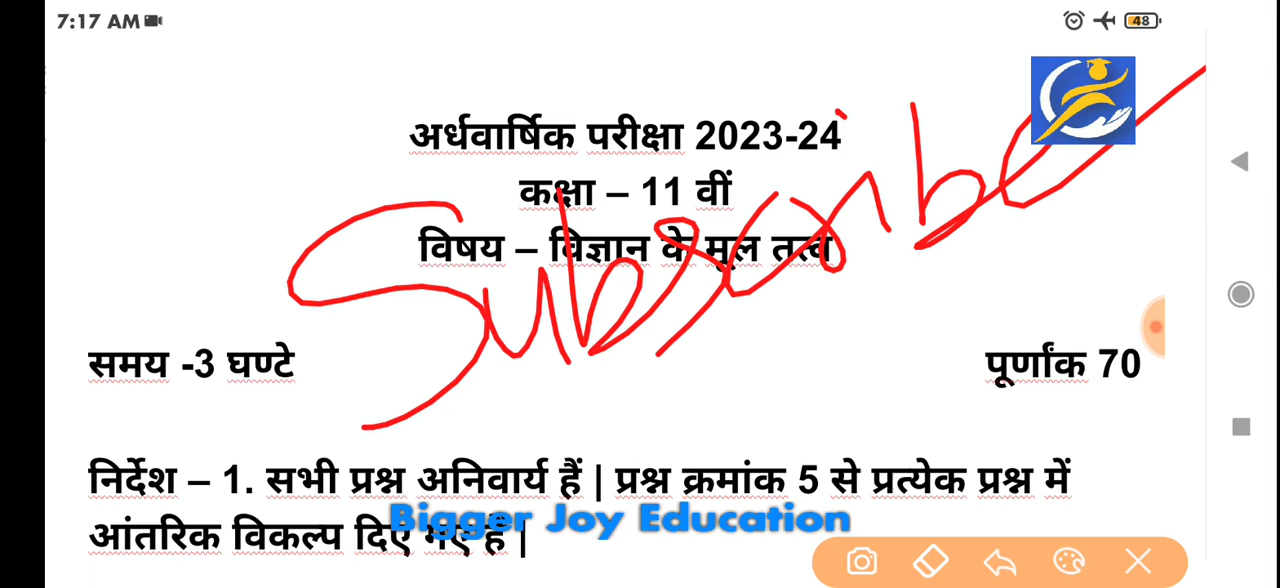 7:17 AM
48
अर्धवार्षिक परीक्षा 2023-24
कक्षा – 11 वीं
विषय – विज्ञान के मूल तत्व
Subscribe
समय -3 घण्टे
पूर्णांक 70
निर्देश – 1. सभी प्रश्न अनिवार्य हैं | प्रश्न क्रमांक 5 से प्रत्येक प्रश्न में
आंतरिक विकल्प दिए गए हैं |
Bigger Joy Education